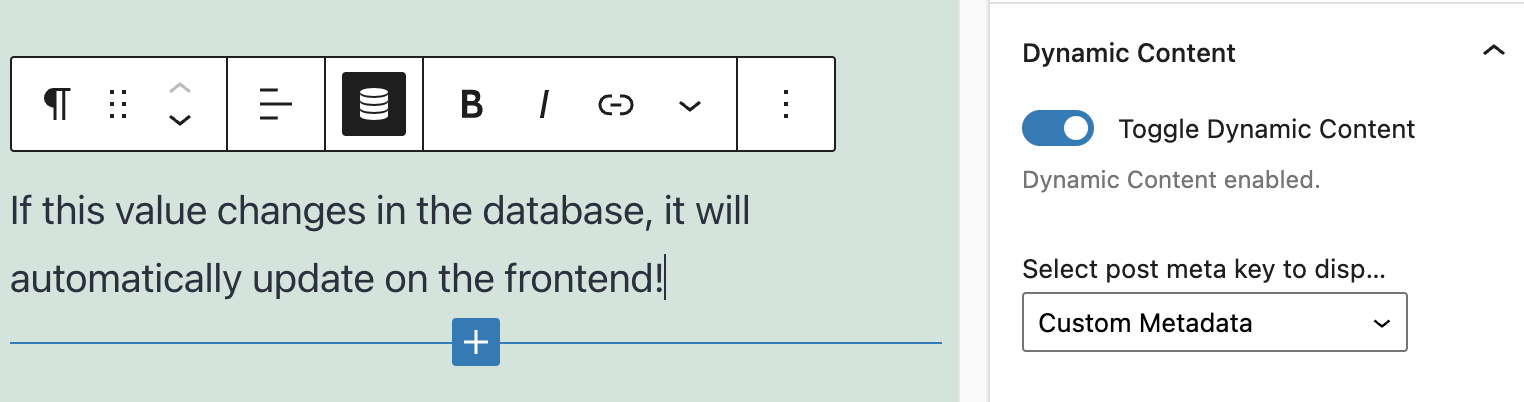 B I
If this value changes in the database, it will
automatically update on the frontend!
Dynamic Content
Toggle Dynamic Content
Dynamic Content enabled.
Select post meta key to disp...
Custom Metadata